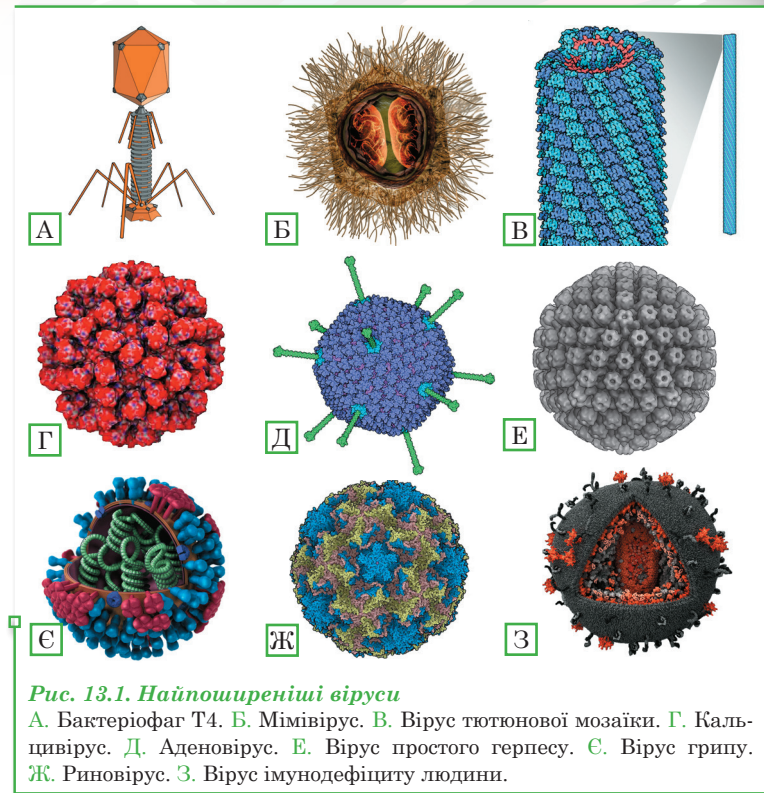 А
Б
В
Г
Д
Е
Є
Ж
З
Рис. 13.1. Найпоширеніші віруси
А. Бактеріофаг Т4. Б. Мімівірус. В. Вірус тютюнової мозаїки. Г. Каль-
цивірус. Д. Аденовірус. Е. Вірус простого герпесу. Є. Вірус грипу.
Ж. Риновірус. З. Вірус імунодефіциту людини.